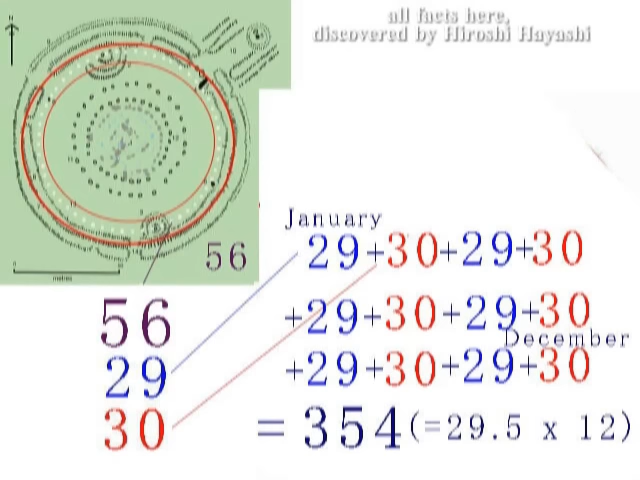 all facts here,
discovered by Hiroshi Hayashi
N
56
January
29+30+29+30
+29+30+29+30
December
+29+30+29+30
= 354(=29.5 x 12)
56
29
30